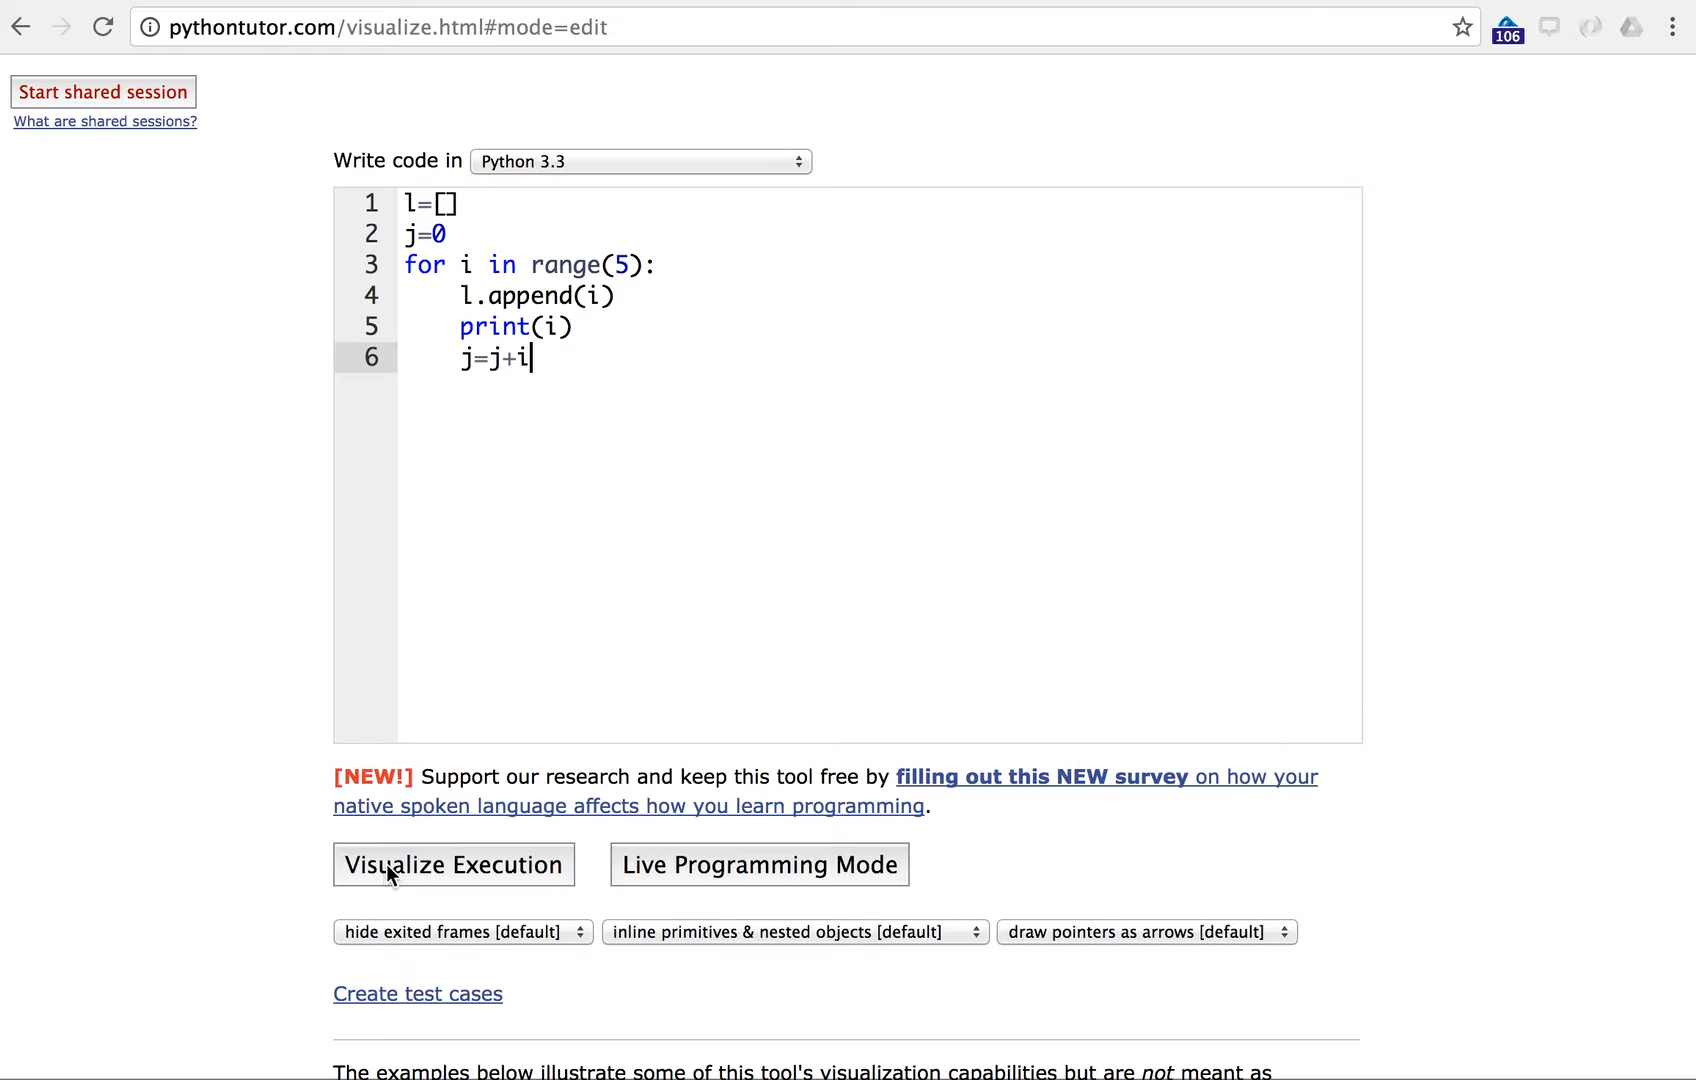 pythontutor.com/visualize.html#mode=edit
106
Start shared session
What are shared sessions?
Write code in Python 3.3
1 l=[]
2 j=0
3 for i in range(5):
4     l.append(i)
5     print(i)
6     j=j+i
[NEW!] Support our research and keep this tool free by filling out this NEW survey on how your
native spoken language affects how you learn programming.
Visualize Execution Live Programming Mode
hide exited frames [default] inline primitives & nested objects [default] draw pointers as arrows [default]
Create test cases
The examples below illustrate some of this tool's visualization capabilities but are not meant as